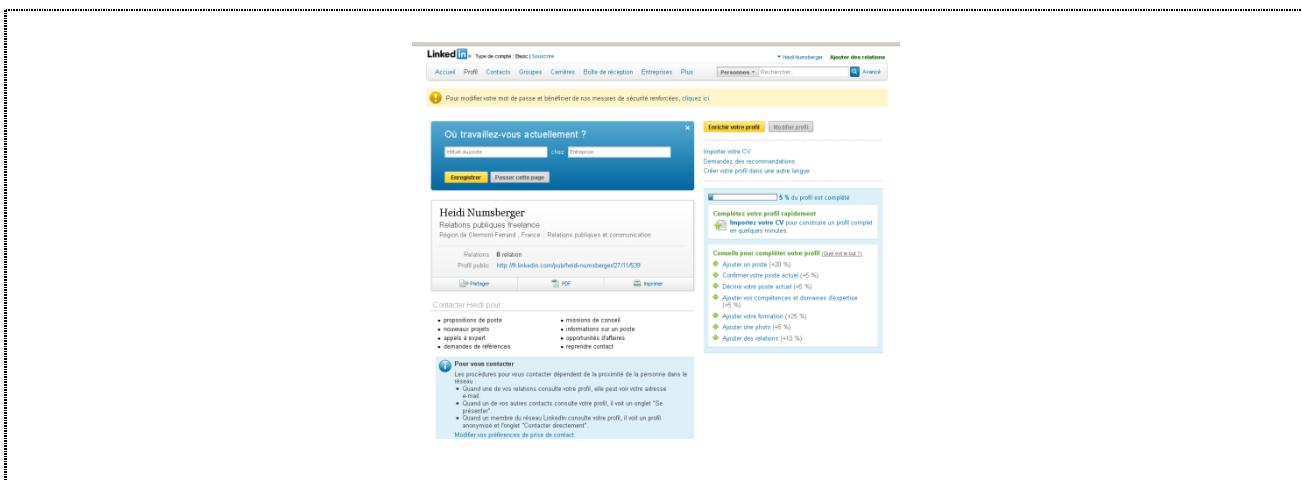 Linked in Type de compte : Basic | Souscrire
Heidi Numsberger Ajouter des relations
Accueil Profil Contacts Groupes Carrières Boîte de réception Entreprises Plus
Personnes Rechercher... Avancé
Pour modifier votre mot de passe et bénéficier de nos mesures de sécurité renforcées, cliquez ici.
Où travaillez-vous actuellement ?
Intitulé du poste chez Entreprise
Enregistrer Passer cette page
Heidi Numsberger
Relations publiques freelance
Région de Clermont-Ferrand , France | Relations publiques et communication
Relations relation
Profil public
Partager PDF Imprimer
Contacter Heidi pour :
propositions de poste
nouveaux projets
appels à expert
demandes de références
missions de conseil
informations sur un poste
opportunités d'affaires
reprendre contact
Pour vous contacter
Les procédures pour vous contacter dépendent de la proximité de la personne dans le
réseau :
Quand une de vos relations consulte votre profil, elle peut voir votre adresse
e-mail.
Quand un de vos autres contacts consulte votre profil, il voit un onglet "Se
présenter".
Quand un membre du réseau LinkedIn consulte votre profil, il voit un profil
anonymisé et l'onglet "Contacter directement".
Modifier vos préférences de prise de contact.
Enrichir votre profil Modifier profil
Importer votre CV
Demandez des recommandations
Créer votre profil dans une autre langue
5 % du profil est complété
Complétez votre profil rapidement
Importez votre CV pour construire un profil complet
en quelques minutes.
Conseils pour compléter votre profil (Quel est le but ?)
Ajouter un poste (+20 %)
Confirmer votre poste actuel (+5 %)
Décrire votre poste actuel (+5 %)
Ajouter vos compétences et domaines d'expertise
(+5 %)
Ajouter votre formation (+25 %)
Ajouter une photo (+5 %)
Ajouter des relations (+10 %)